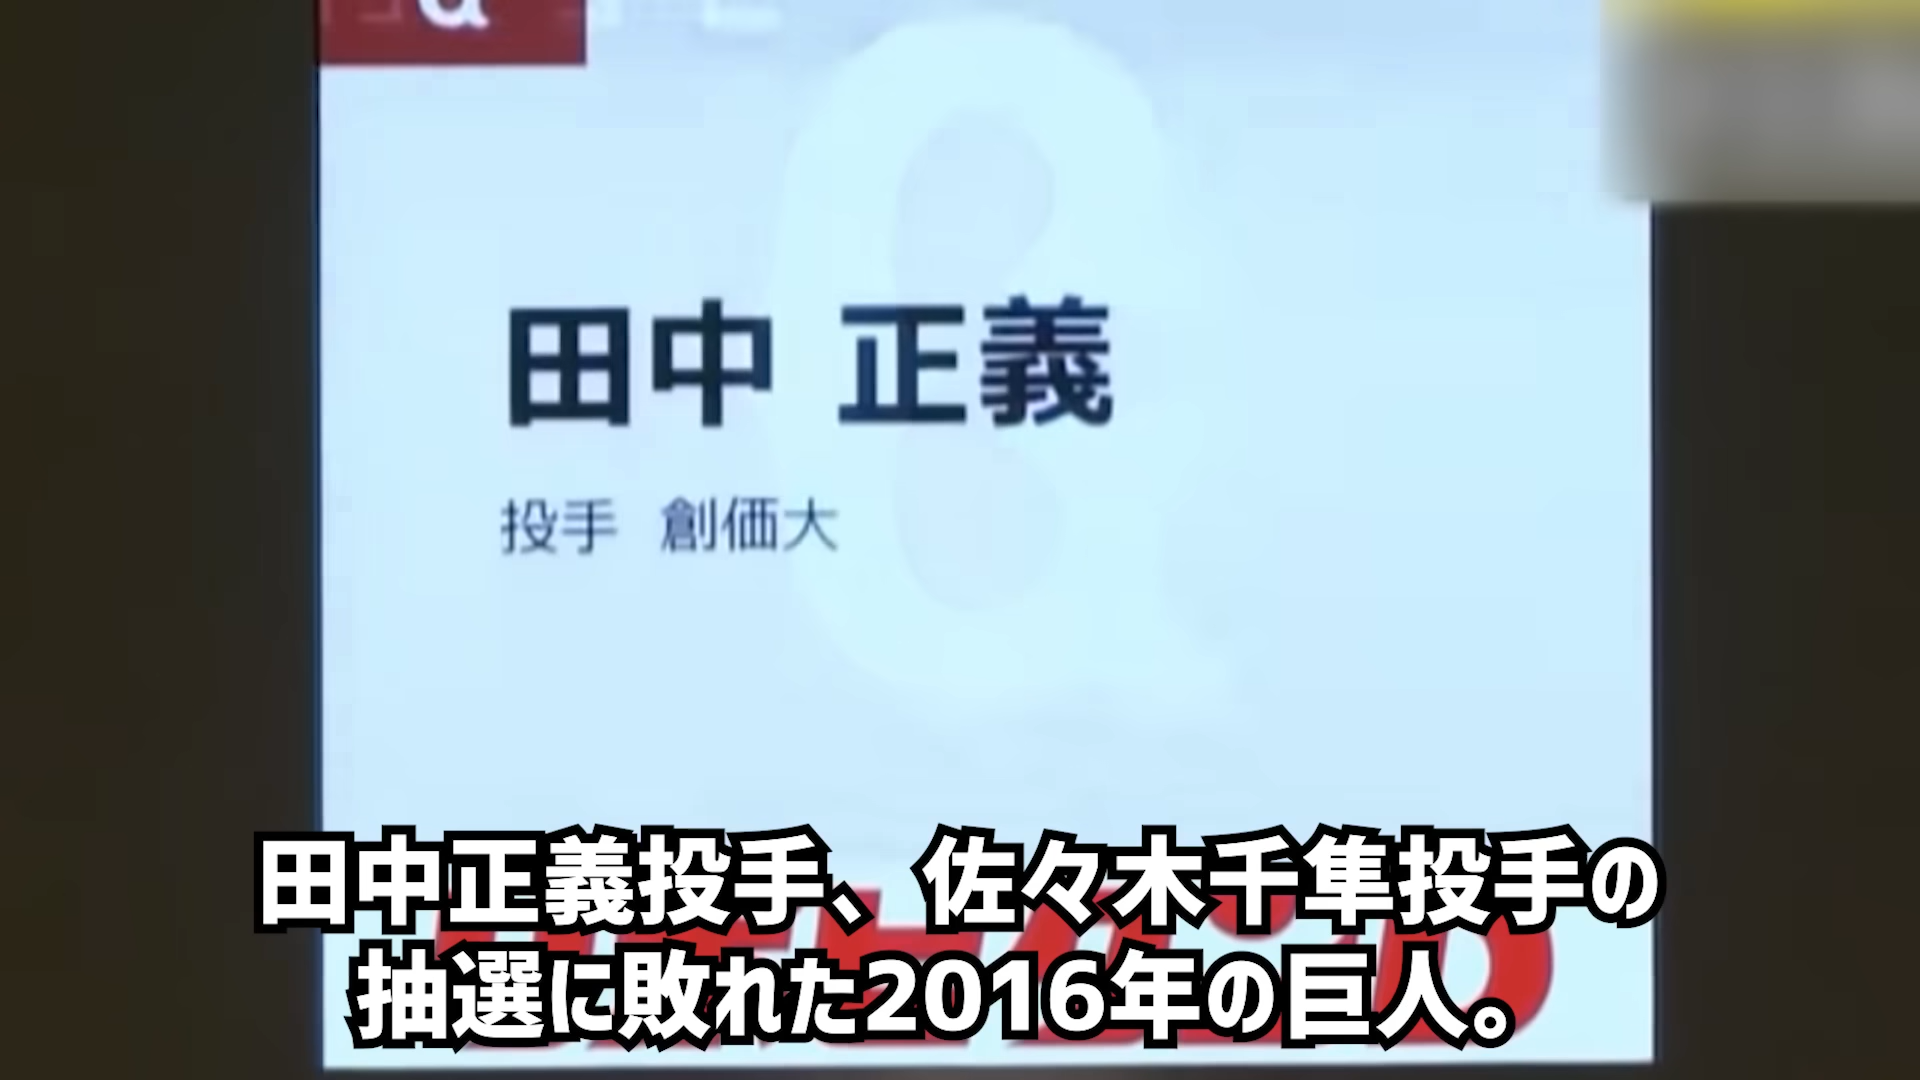 田中 正義
投手 創価大
田中正義投手、佐々木千隼投手の
抽選に敗れた2016年の巨人。